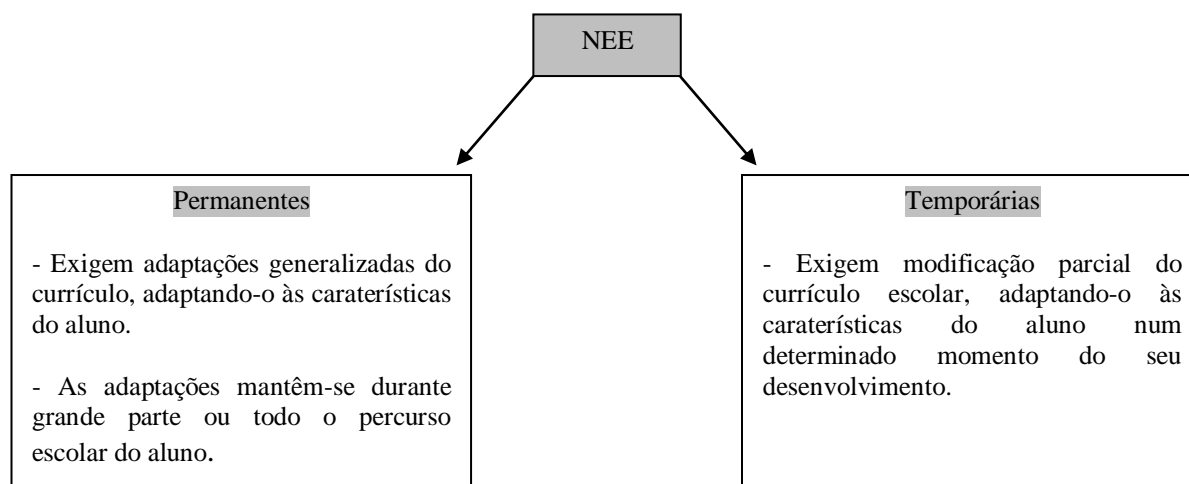 NEE
Permanentes
- Exigem adaptações generalizadas do
currículo, adaptando-o às caraterísticas
do aluno.
- As adaptações mantêm-se durante
grande parte ou todo o percurso
escolar do aluno.
Temporárias
- Exigem modificação parcial do
currículo escolar, adaptando-o às
caraterísticas do aluno num
determinado momento do seu
desenvolvimento.